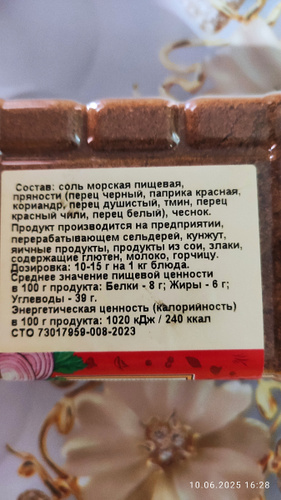 Состав: соль морская пищевая,
пряности (перец черный, паприка красная,
кориандр, перец душистый, тмин, перец
красный чили, перец белый), чеснок.
Продукт производится на предприятии,
перерабатывающем сельдерей, кунжут,
яичные продукты, продукты из сои, злаки,
содержащие глютен, молоко, горчицу.
Дозировка: 10-15 г на 1 кг блюда.
Среднее значение пищевой ценности
в 100 г продукта: Белки - 8 г; Жиры - 6 г;
Углеводы - 39 г.
Энергетическая ценность (калорийность)
в 100 г продукта: 1020 кДж / 240 ккал
СТО 73017959-008-2023
10.06.2025 16:28